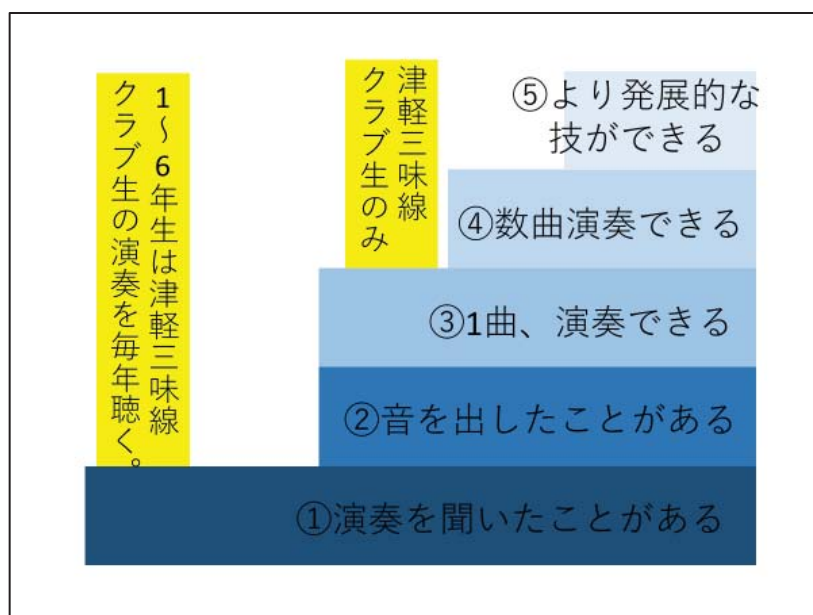 1～6年生は津軽三味線
クラブ生の演奏を毎年聴く。
津軽三味線
クラブ生のみ
⑤より発展的な
技ができる
④数曲演奏できる
③1曲、演奏できる
②音を出したことがある
①演奏を聞いたことがある